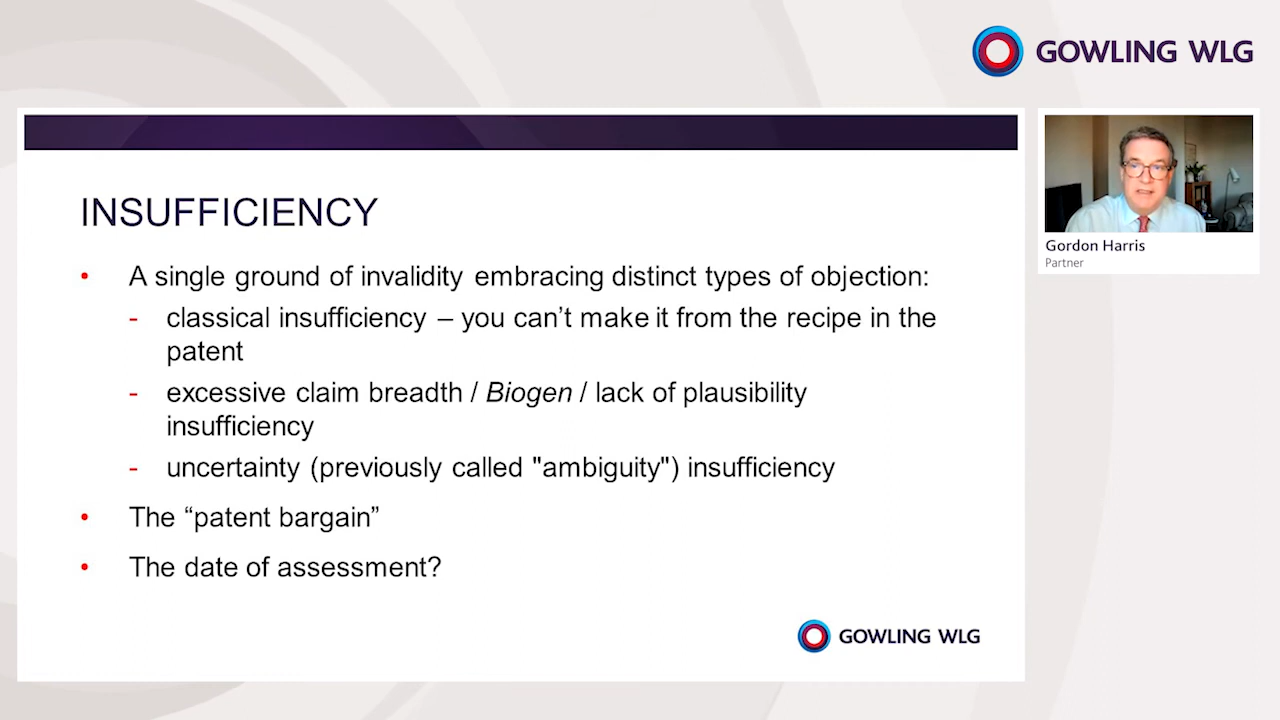 GOWLING WLG
INSUFFICIENCY
• A single ground of invalidity embracing distinct types of objection:
- classical insufficiency – you can’t make it from the recipe in the
patent
- excessive claim breadth / Biogen / lack of plausibility
insufficiency
- uncertainty (previously called "ambiguity") insufficiency
• The “patent bargain”
• The date of assessment?
GOWLING WLG
Gordon Harris
Partner